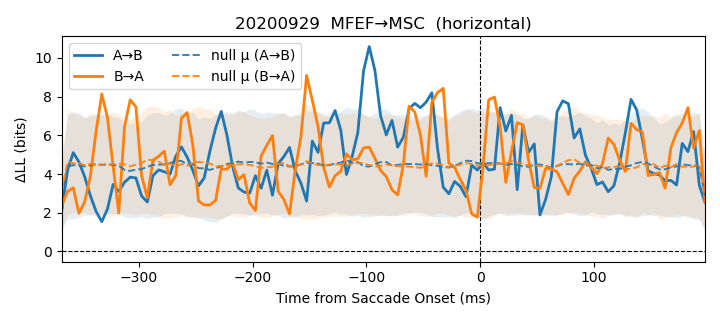 20200929  MFEF→MSC  (horizontal)
A→B
B→A
null μ (A→B)
null μ (B→A)
ΔLL (bits)
10
8
6
4
2
0
−300
−200
−100
0
100
Time from Saccade Onset (ms)